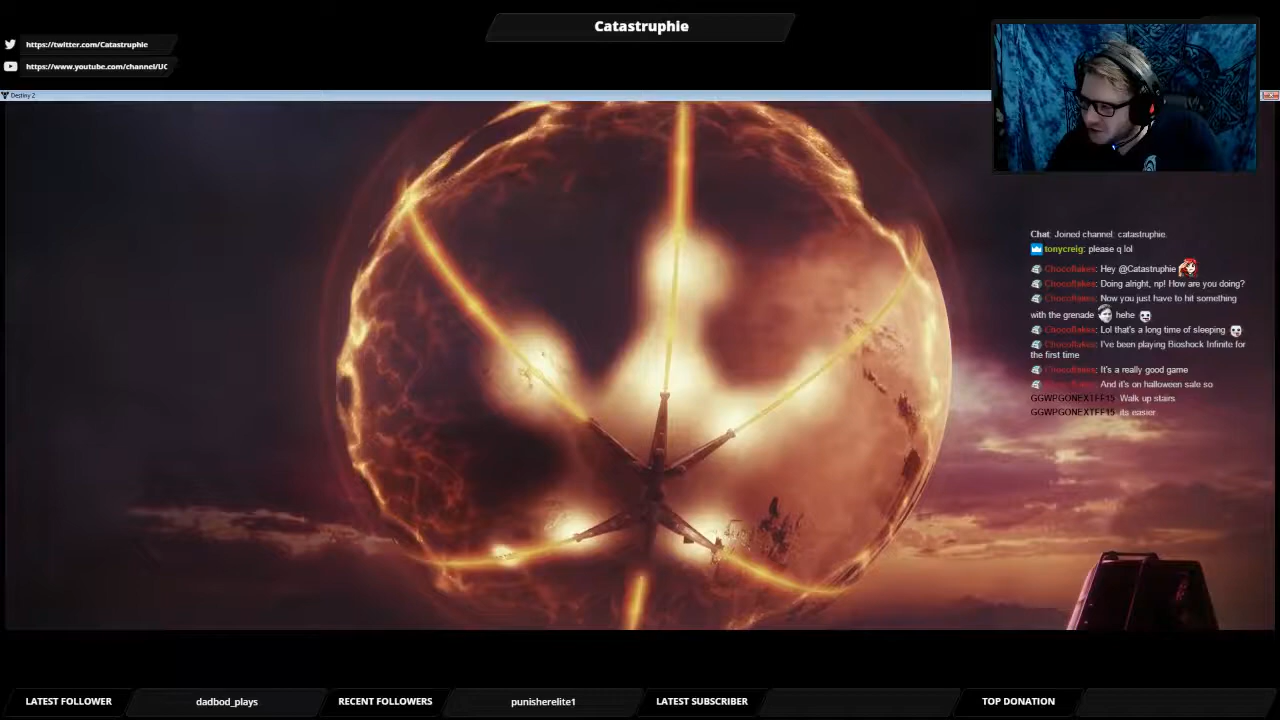 Catastruphie
https://twitter.com/Catastruphie
https://www.youtube.com/channel/UC
Destiny 2
Chat: Joined channel: catastruphie.
tonycreig: please q lol
Chocoflakes: Hey @Catastruphie
Chocoflakes: Doing alright, np! How are you doing?
Chocoflakes: Now you just have to hit something
with the grenade hehe
Chocoflakes: Lol that's a long time of sleeping
Chocoflakes: I've been playing Bioshock Infinite for
the first time
Chocoflakes: It's a really good game
Chocoflakes: And it's on halloween sale so
GGWPGONEXTFF15: Walk up stairs
GGWPGONEXTFF15: its easier.
LATEST FOLLOWER
dadbod_plays
RECENT FOLLOWERS
punisherelite1
LATEST SUBSCRIBER
TOP DONATION